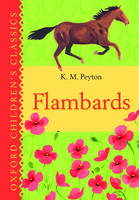 OXFORD CHILDREN'S CLASSICS
K. M. Peyton
Flambards